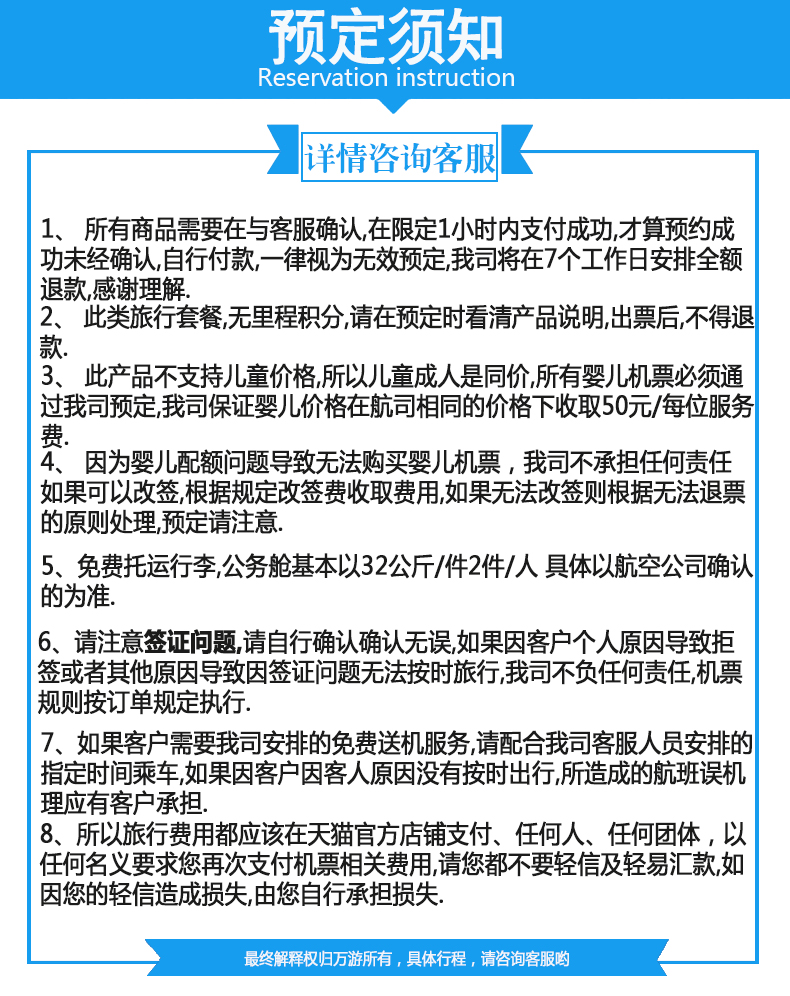 预定须知
Reservation instruction
详情咨询客服
1、 所有商品需要在与客服确认,在限定1小时内支付成功,才算预约成
功未经确认,自行付款,一律视为无效预定,我司将在7个工作日安排全额
退款,感谢理解.
2、 此类旅行套餐,无里程积分,请在预定时看清产品说明,出票后,不得退
款.
3、 此产品不支持儿童价格,所以儿童成人是同价,所有婴儿机票必须通
过我司预定,我司保证婴儿价格在航司相同的价格下收取50元/每位服务
费.
4、 因为婴儿配额问题导致无法购买婴儿机票，我司不承担任何责任
如果可以改签,根据规定改签费收取费用,如果无法改签则根据无法退票
的原则处理,预定请注意.
5、免费托运行李,公务舱基本以32公斤/件2件/人 具体以航空公司确认
的为准.
6、请注意签证问题,请自行确认确认无误,如果因客户个人原因导致拒
签或者其他原因导致因签证问题无法按时旅行,我司不负任何责任,机票
规则按订单规定执行.
7、如果客户需要我司安排的免费送机服务,请配合我司客服人员安排的
指定时间乘车,如果因客户因客人原因没有按时出行,所造成的航班误机
理应有客户承担.
8、所以旅行费用都应该在天猫官方店铺支付、任何人、任何团体，以
任何名义要求您再次支付机票相关费用,请您都不要轻信及轻易汇款,如
因您的轻信造成损失,由您自行承担损失.
最终解释权归万游所有，具体行程，请咨询客服哟